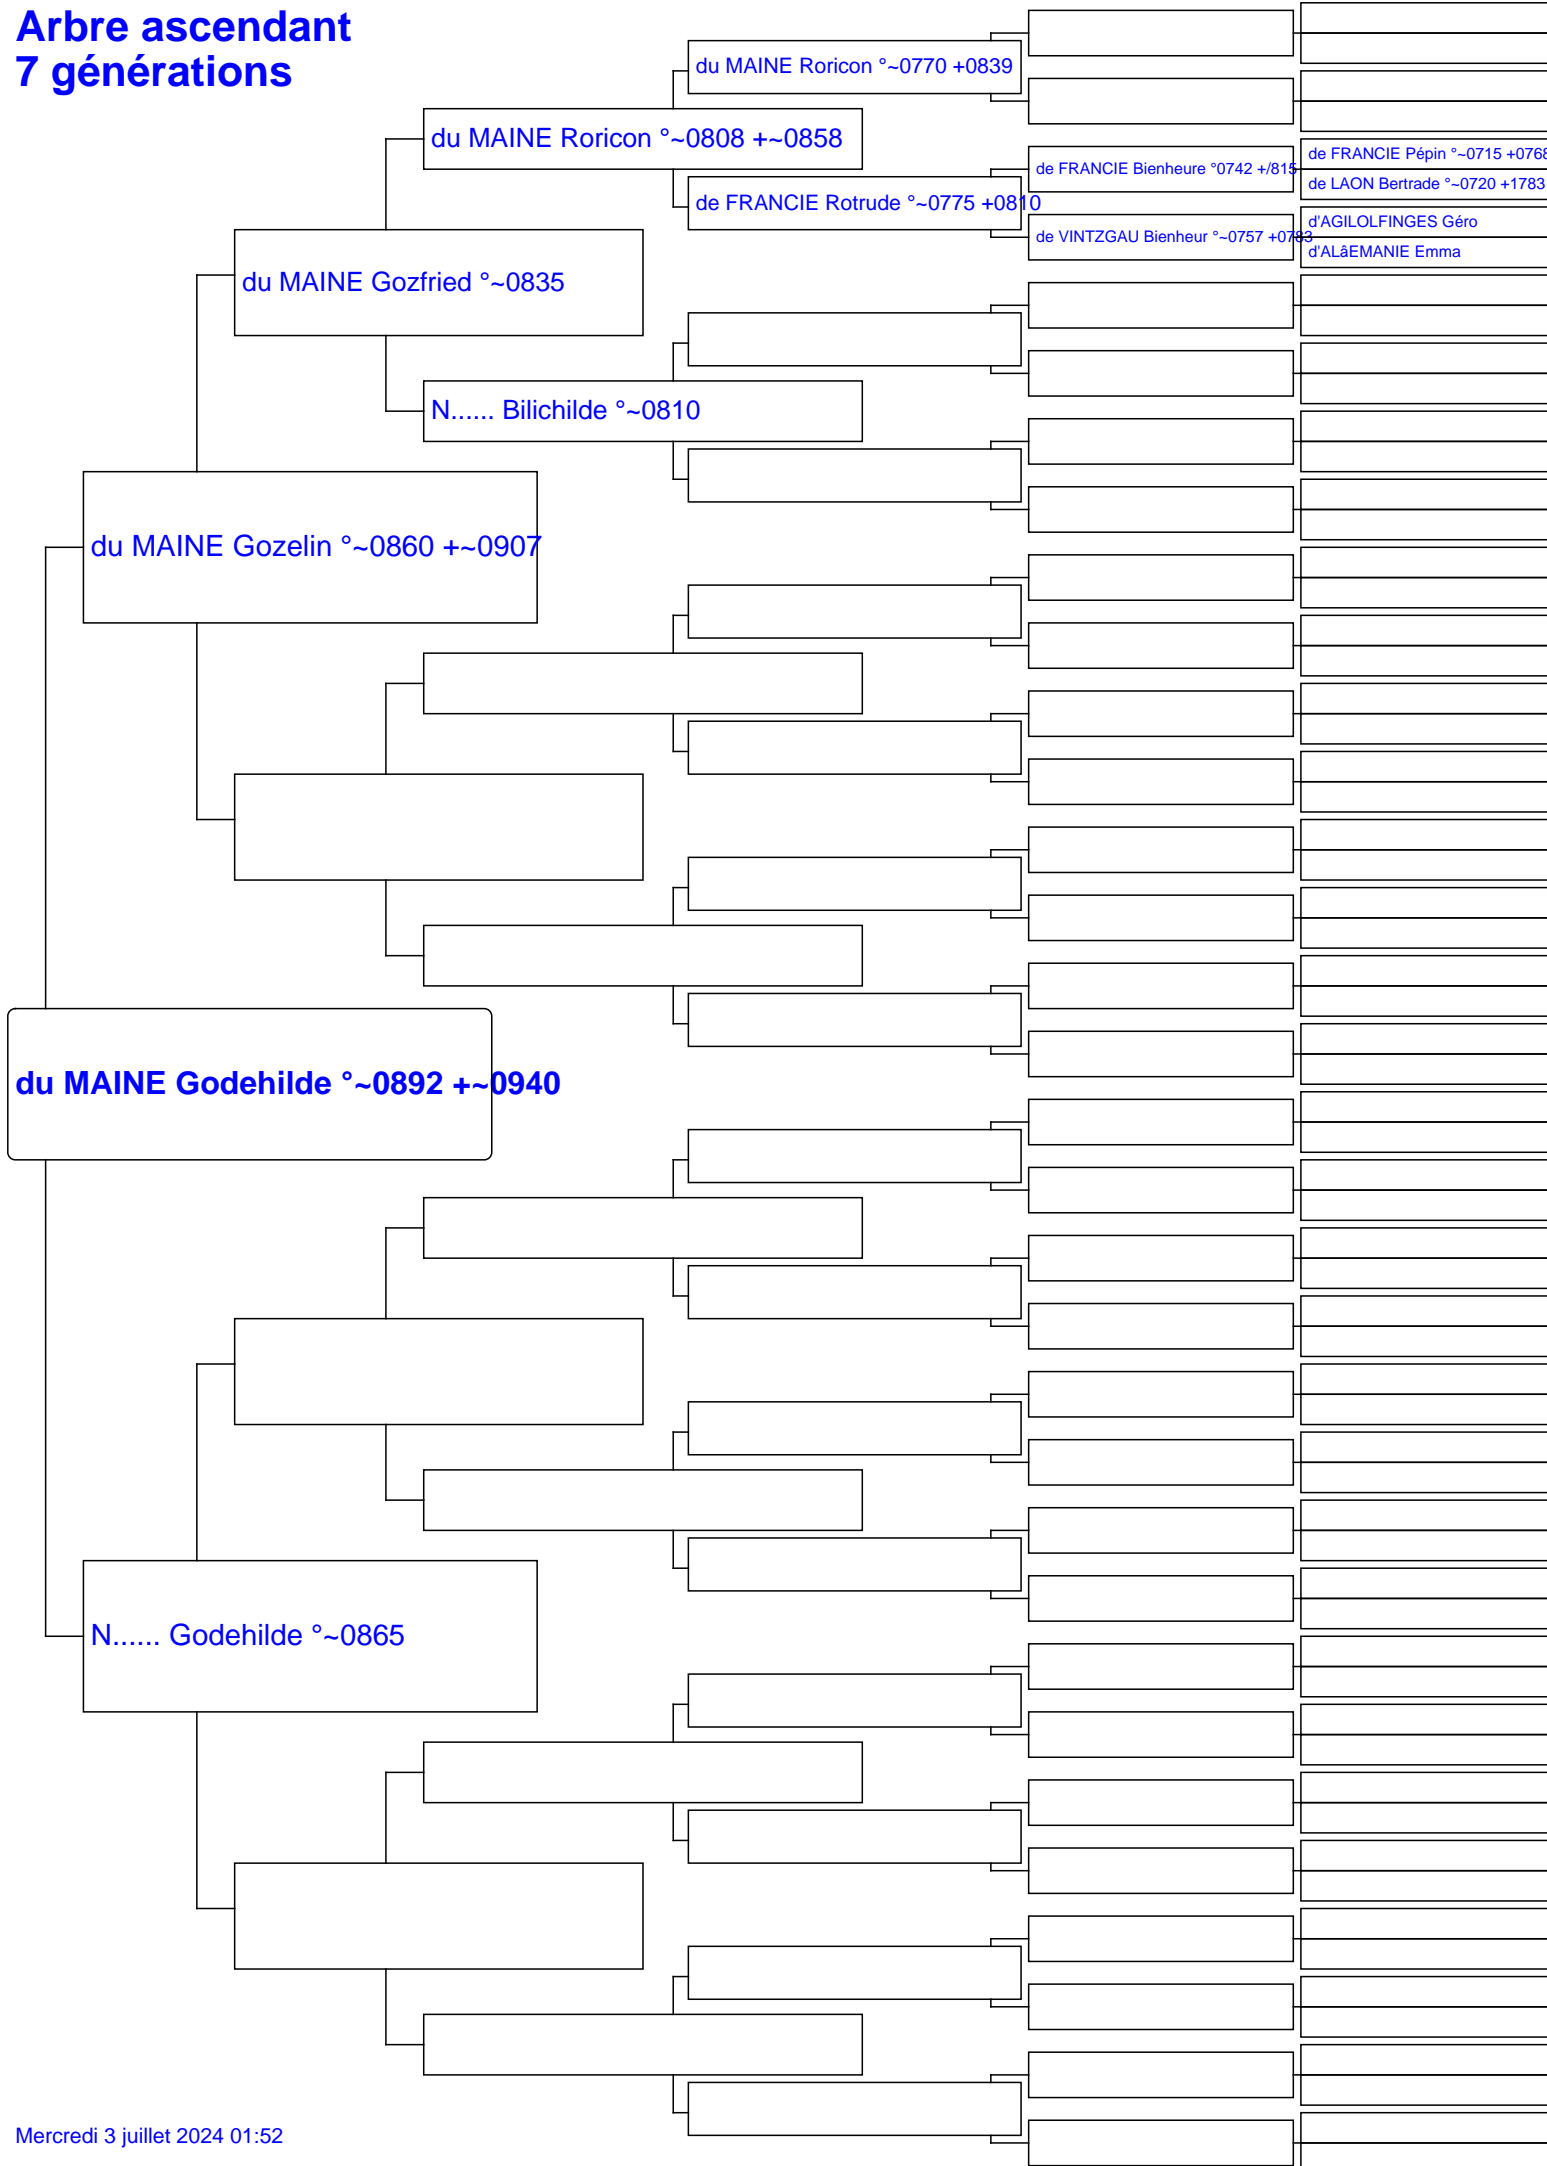 Arbre ascendant
7 générations
du MAINE Roricon °~0770 +0839
du MAINE Roricon °~0808 +~0858
de FRANCIE Pépin °~0715 +0768
de FRANCIE Bienheure °0742 +/815
de LAON Bertrade °~0720 +1783
de FRANCIE Rotrude °~0775 +0810
d'AGILOLFINGES Géro
de VINTZGAU Bienheur °~0757 +0783
d'ALâEMANIE Emma
du MAINE Gozfried °~0835
N...... Bilichilde °~0810
du MAINE Gozelin °~0860 +~0907
du MAINE Godehilde °~0892 +~0940
N...... Godehilde °~0865
Mercredi 3 juillet 2024 01:52